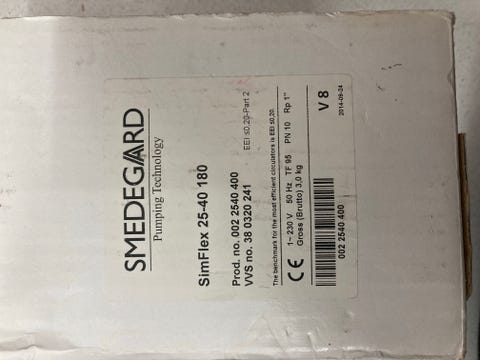 SMEDEGAARD
Pumping Technology
SimFlex 25-40 180
EEI ≤0,20-Part 2
Prod. no. 002 2540 400
VVS no. 38 0320 241
The benchmark for the most efficient circulators is EEI ≤0,20.
CE 1~ 230 V 50 Hz TF 95 PN 10 Rp 1"
Gross (Brutto) 3,0 kg
002 2540 400
V 8
2014-09-24